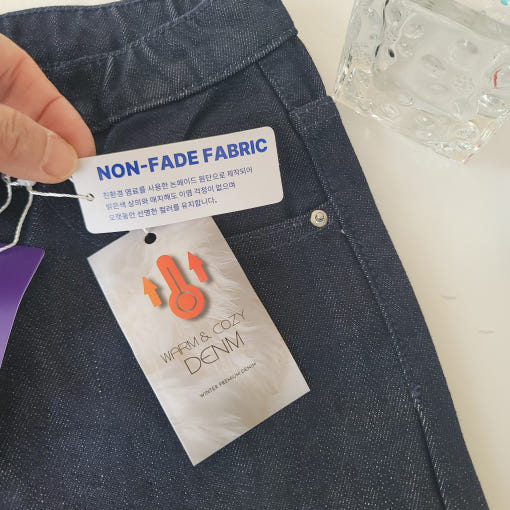 NON-FADE FABRIC
친환경 염료를 사용한 논페이드 원단으로 제작되어
밝은색 상의와 매치해도 이염 걱정이 없으며
오랫동안 선명한 컬러를 유지합니다.
WARM & COZY
DENM
WINTER PREMIUM DENIM